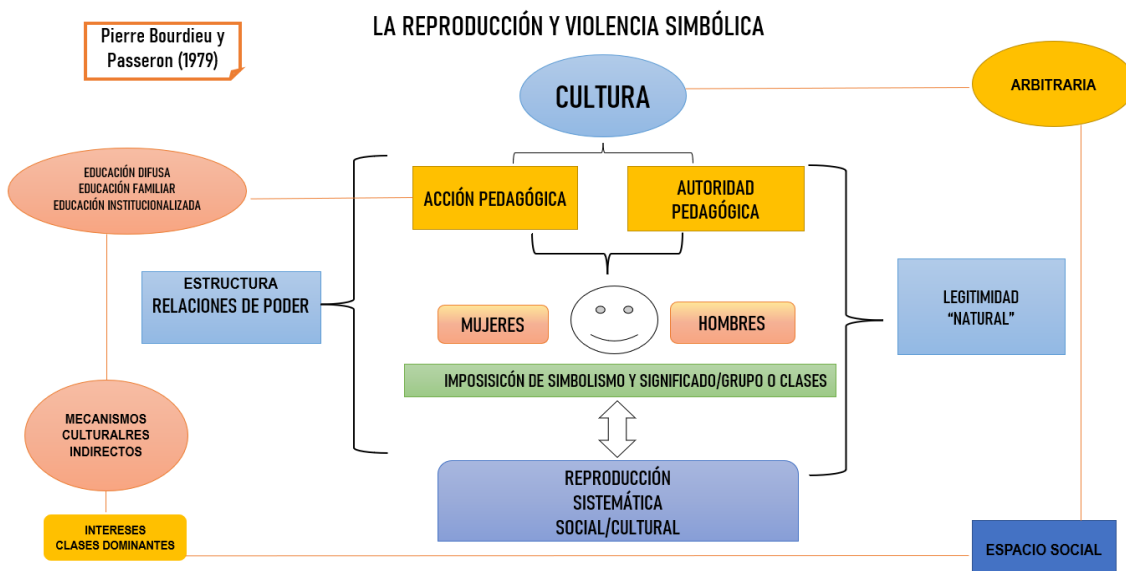 LA REPRODUCCIÓN Y VIOLENCIA SIMBÓLICA
Pierre Bourdieu y
Passeron (1979)
CULTURA
ARBITRARIA
EDUCACIÓN DIFUSA
EDUCACIÓN FAMILIAR
EDUCACIÓN INSTITUCIONALIZADA
ACCIÓN PEDAGÓGICA
AUTORIDAD
PEDAGÓGICA
ESTRUCTURA
RELACIONES DE PODER
LEGITIMIDAD
“NATURAL”
MUJERES
HOMBRES
IMPOSISICÓN DE SIMBOLISMO Y SIGNIFICADO/GRUPO O CLASES
MECANISMOS
CULTURALRES
INDIRECTOS
REPRODUCCIÓN
SISTEMÁTICA
SOCIAL/CULTURAL
INTERESES
CLASES DOMINANTES
ESPACIO SOCIAL